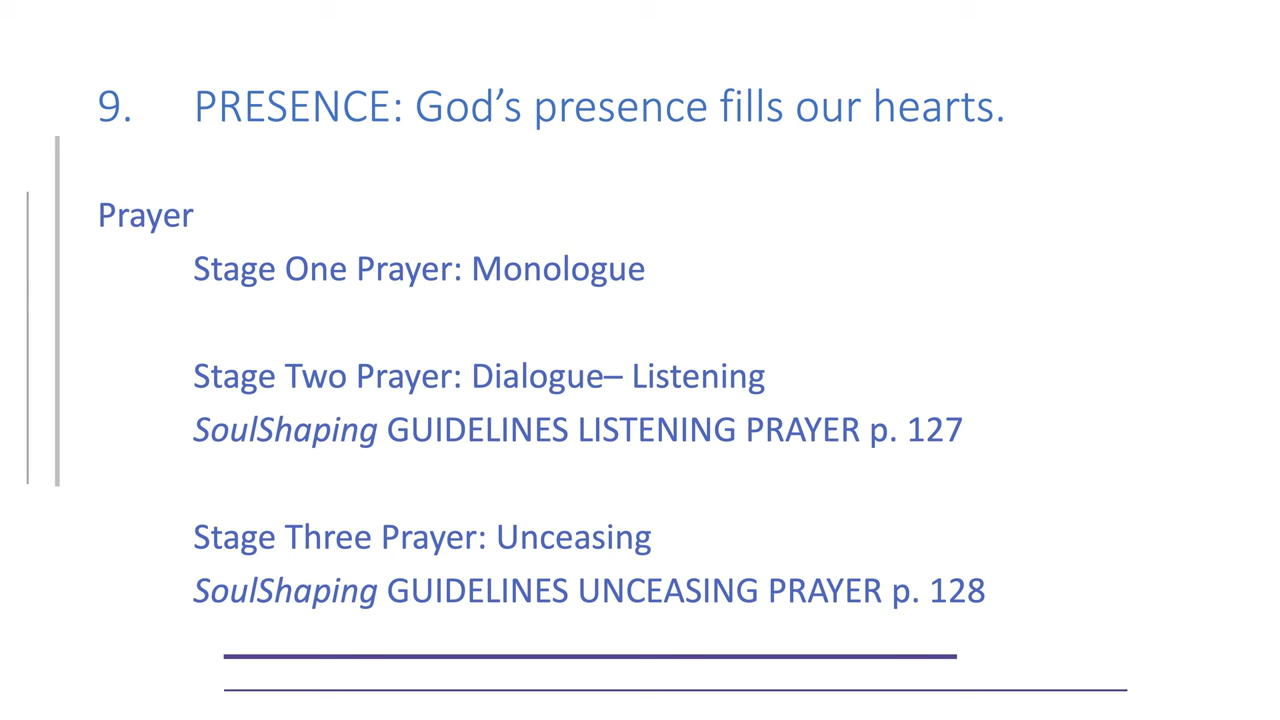 9. PRESENCE: God’s presence fills our hearts.
Prayer
Stage One Prayer: Monologue
Stage Two Prayer: Dialogue– Listening
SoulShaping GUIDELINES LISTENING PRAYER p. 127
Stage Three Prayer: Unceasing
SoulShaping GUIDELINES UNCEASING PRAYER p. 128